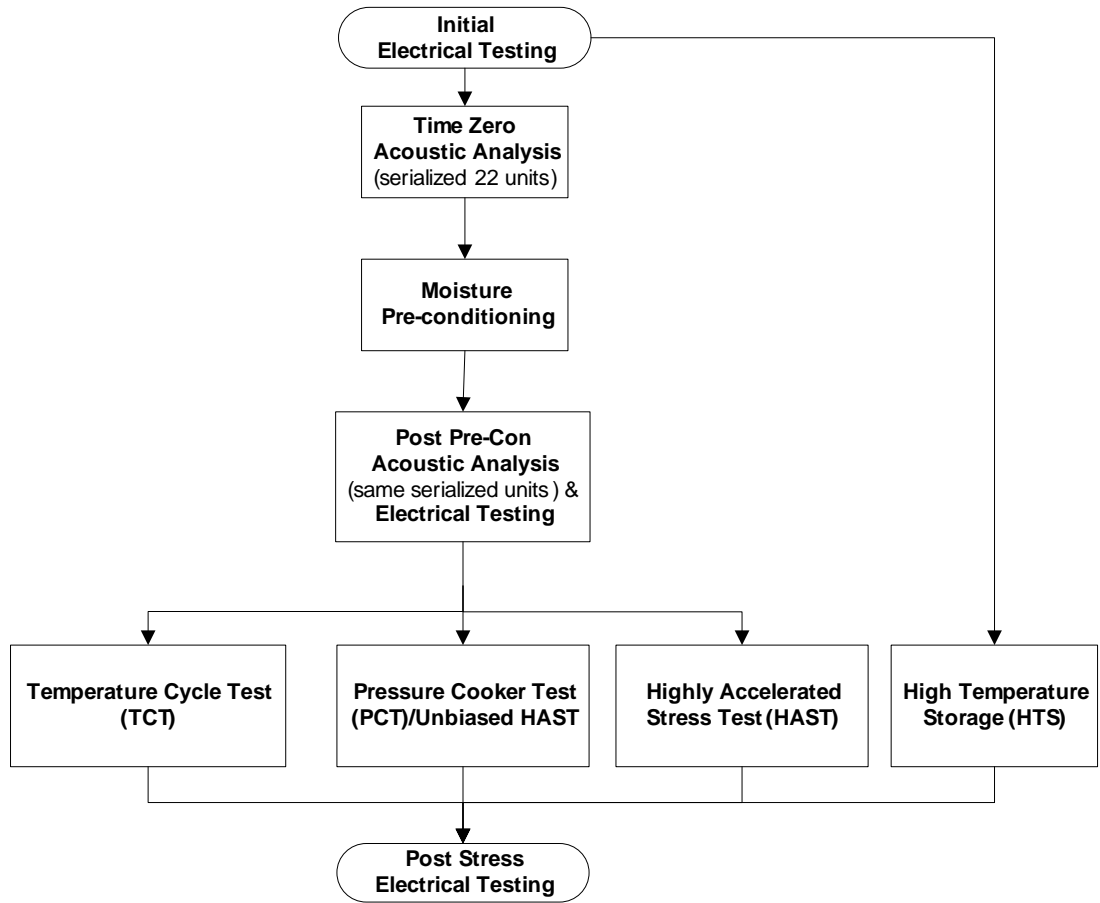 Initial
Electrical Testing
Time Zero
Acoustic Analysis
(serialized 22 units)
Moisture
Pre-conditioning
Post Pre-Con
Acoustic Analysis
(same serialized units) &
Electrical Testing
Temperature Cycle Test
(TCT)
Pressure Cooker Test
(PCT)/Unbiased HAST
Highly Accelerated
Stress Test (HAST)
High Temperature
Storage (HTS)
Post Stress
Electrical Testing